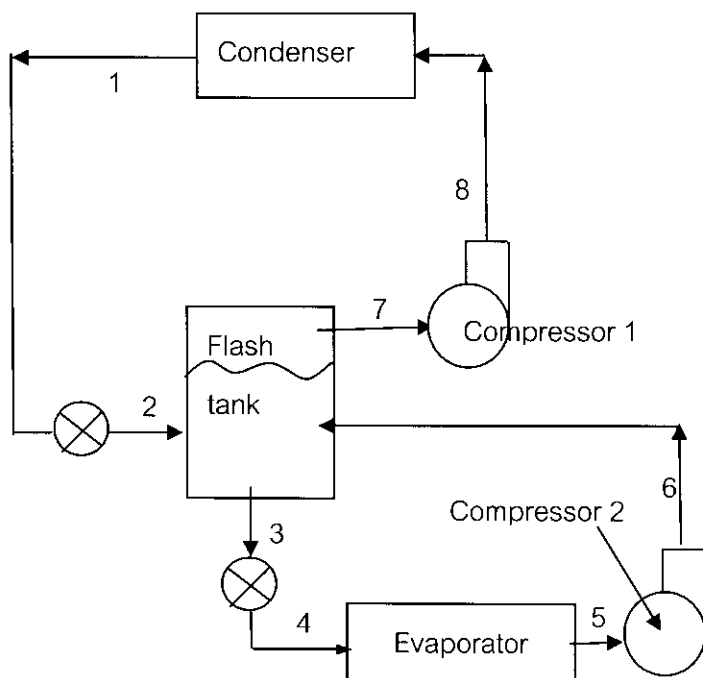 Condenser
1
8
7
Flash
Compressor 1
2
tank
6
Compressor 2
3
4
Evaporator
5